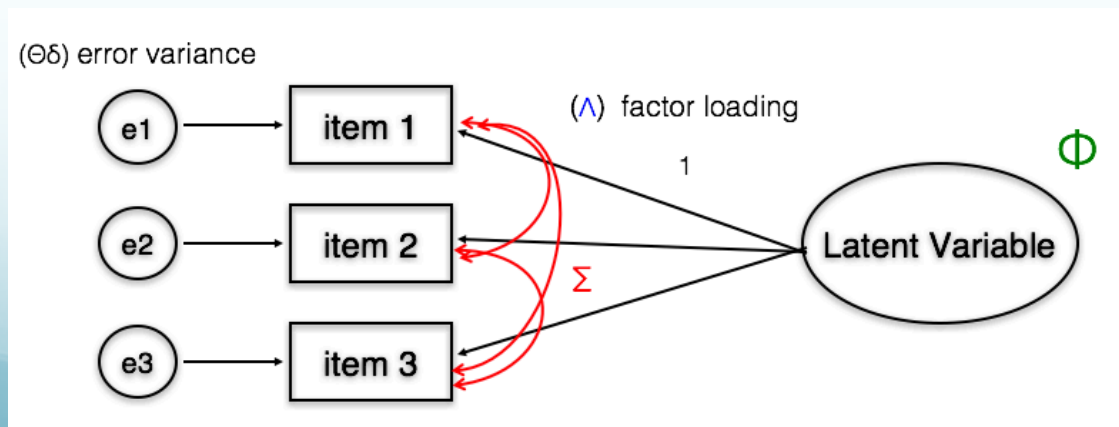 (Θδ) error variance
e1
item 1
(Λ) factor loading
1
Φ
e2
item 2
Latent Variable
Σ
e3
item 3